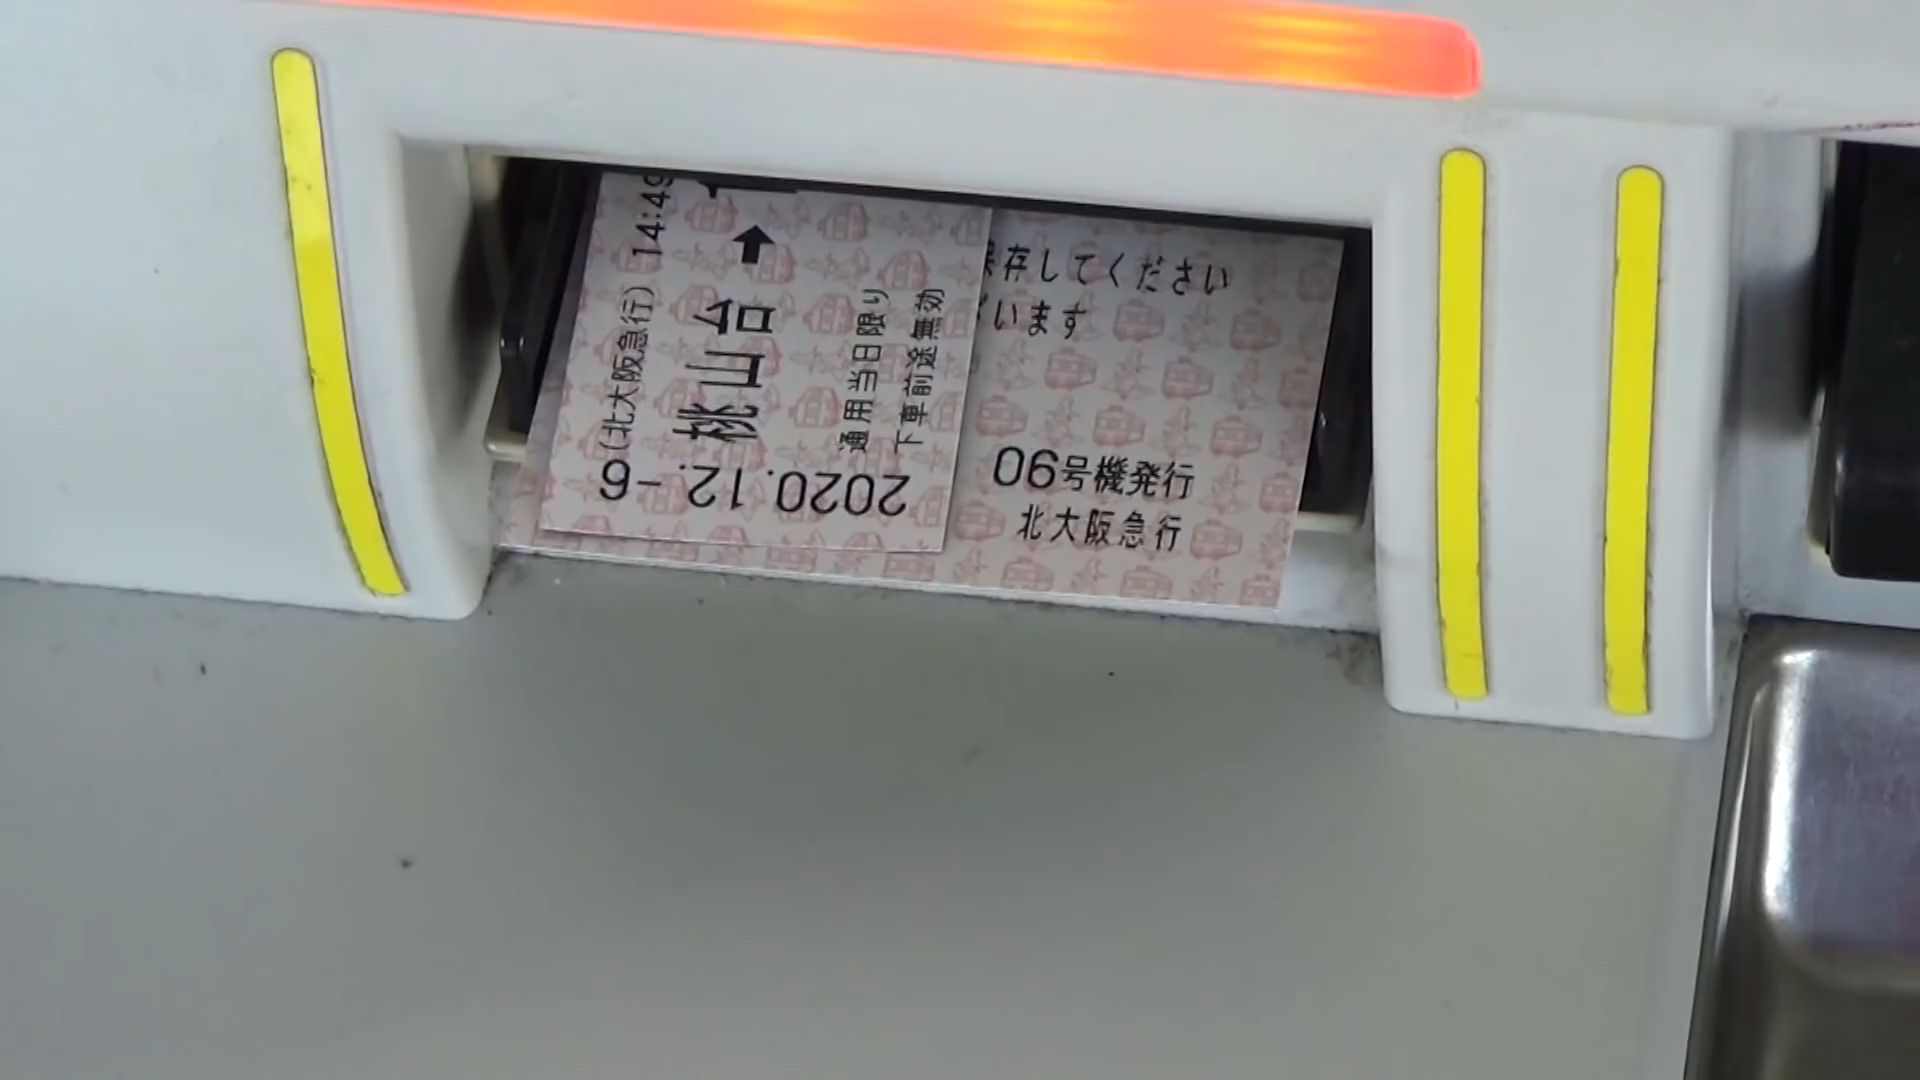 (北大阪急行) 14:49
桃山台 ➡
通用当日限り
下車前途無効
2020.12.-6
存してください
います
090号機発行
北大阪急行